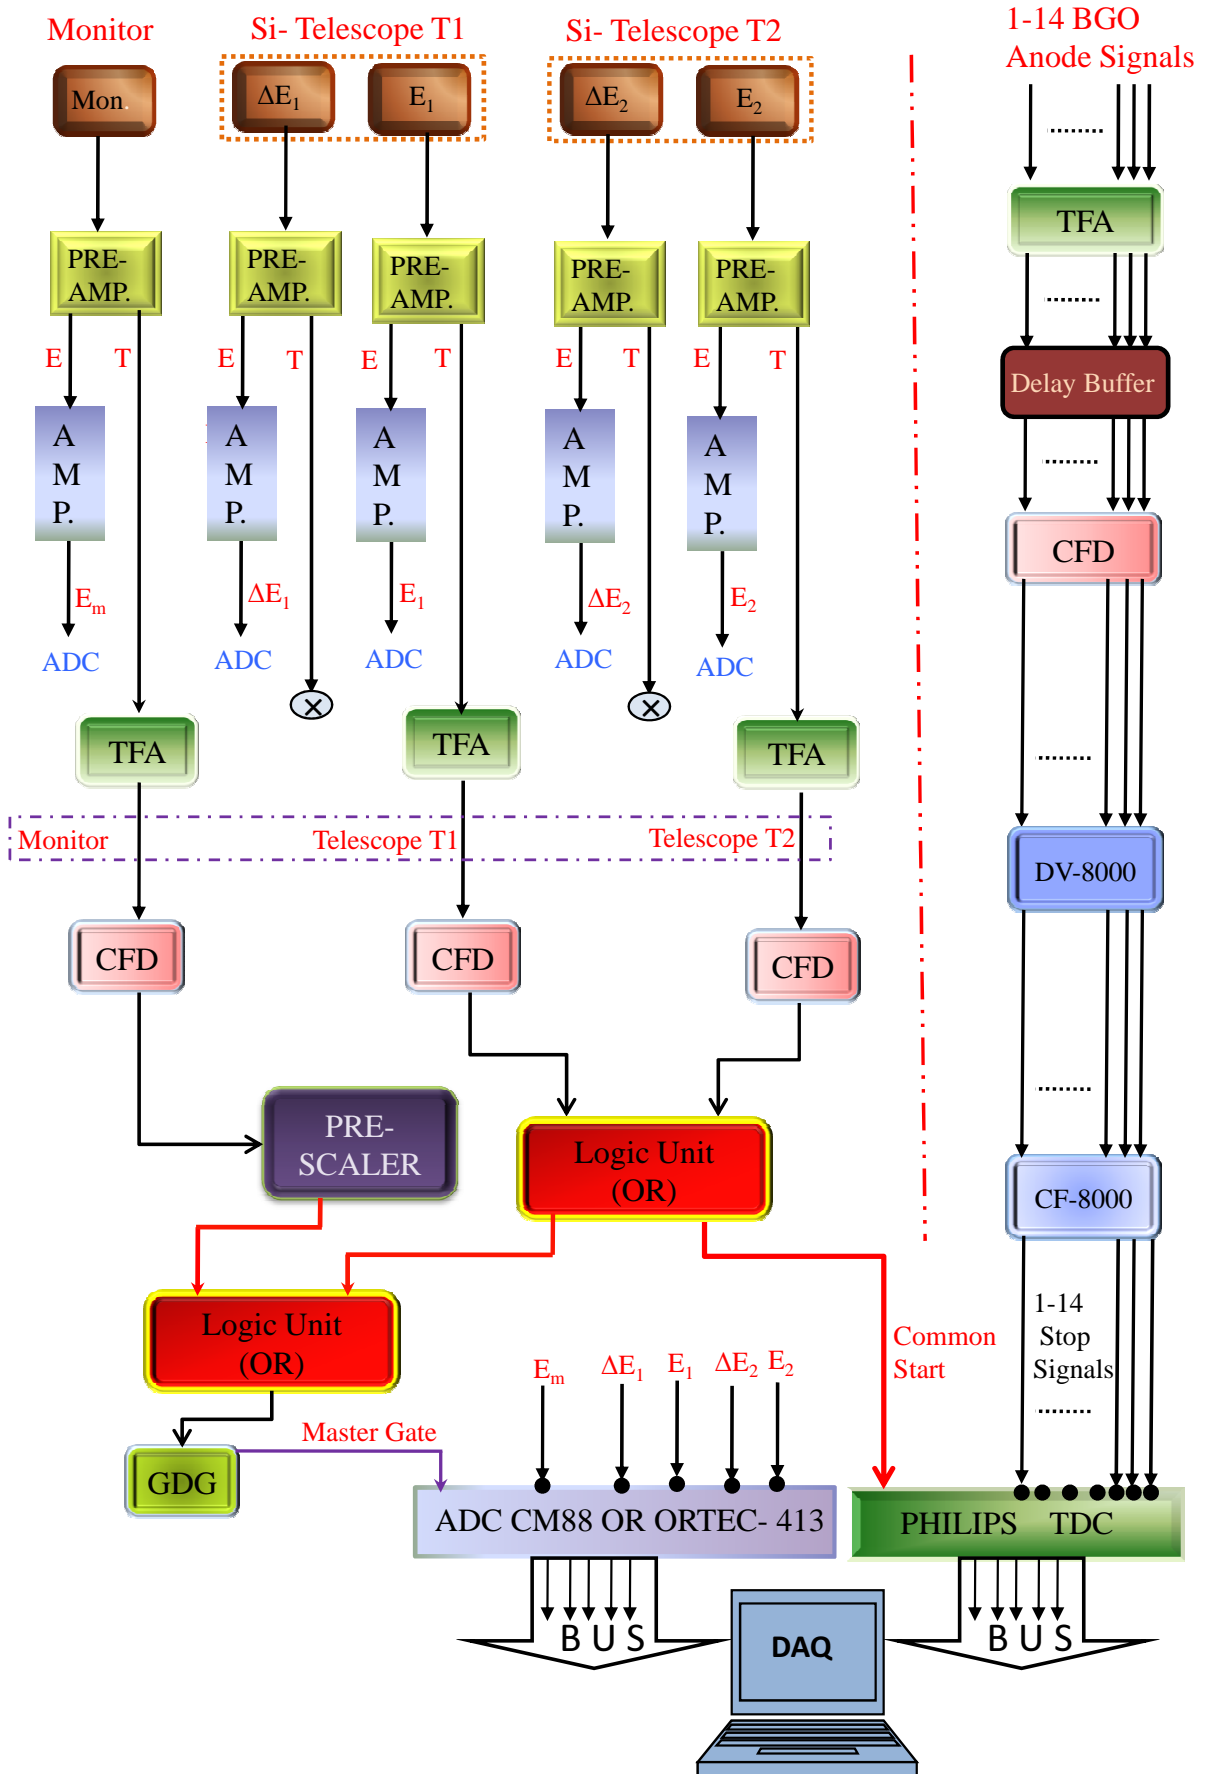 Monitor
Si- Telescope T1
Si- Telescope T2
1-14 BGO
Anode Signals
Mon.
ΔE₁
E₁
ΔE₂
E₂
TFA
PRE-
AMP.
PRE-
AMP.
PRE-
AMP.
PRE-
AMP.
PRE-
AMP.
E
T
E
T
E
T
E
T
E
T
Delay Buffer
A
M
P.
A
M
P.
A
M
P.
A
M
P.
A
M
P.
CFD
Eₘ
ΔE₁
E₁
ΔE₂
E₂
ADC
ADC
ADC
ADC
ADC
TFA
TFA
TFA
Monitor
Telescope T1
Telescope T2
DV-8000
CFD
CFD
CFD
PRE-
SCALER
Logic Unit
(OR)
CF-8000
Logic Unit
(OR)
Common
Start
1-14
Stop
Signals
Eₘ
ΔE₁
E₁
ΔE₂
E₂
Master Gate
GDG
ADC CM88 OR ORTEC- 413
PHILIPS TDC
B U S
DAQ
B U S